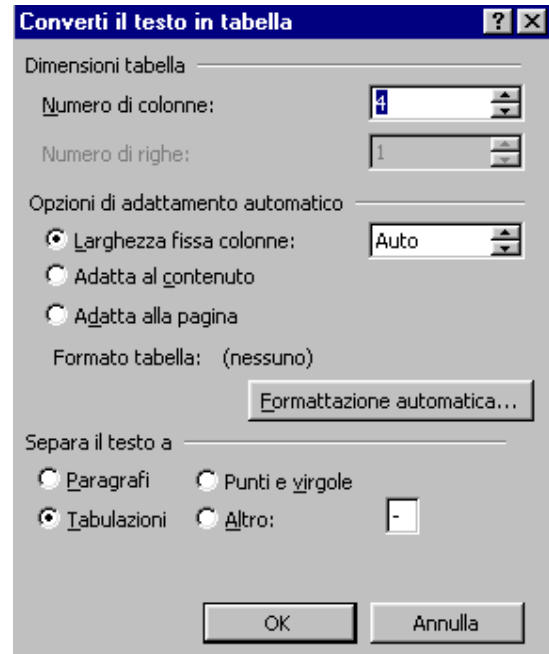 Converti il testo in tabella ? X
Dimensioni tabella
Numero di colonne: 4
Numero di righe: 1
Opzioni di adattamento automatico
Larghezza fissa colonne: Auto
Adatta al contenuto
Adatta alla pagina
Formato tabella: (nessuno)
Formattazione automatica...
Separa il testo a
Paragrafi Punti e virgole
Tabulazioni Altro: -
OK Annulla